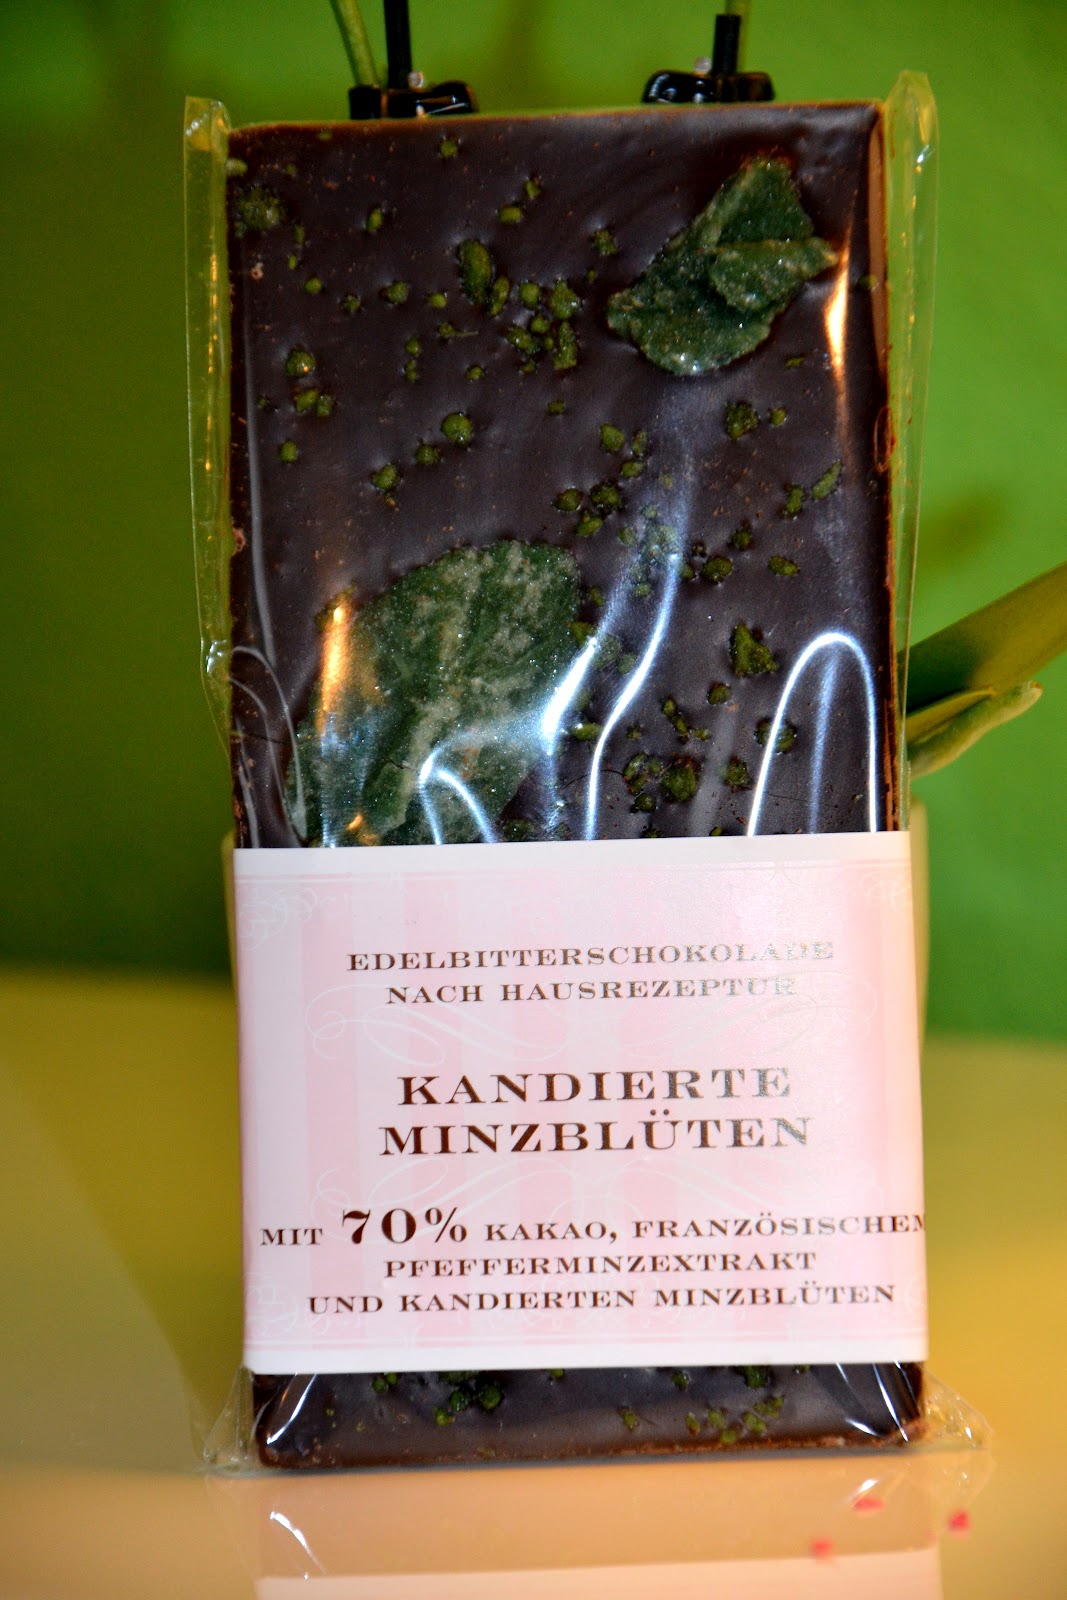 EDELBITTERSCHOKOLADE
NACH HAUSREZEPTUR
KANDIERTE
MINZBLÜTEN
MIT 70% KAKAO, FRANZÖSISCHEM
PFEFFERMINZEXTRAKT
UND KANDIERTEN MINZBLÜTEN